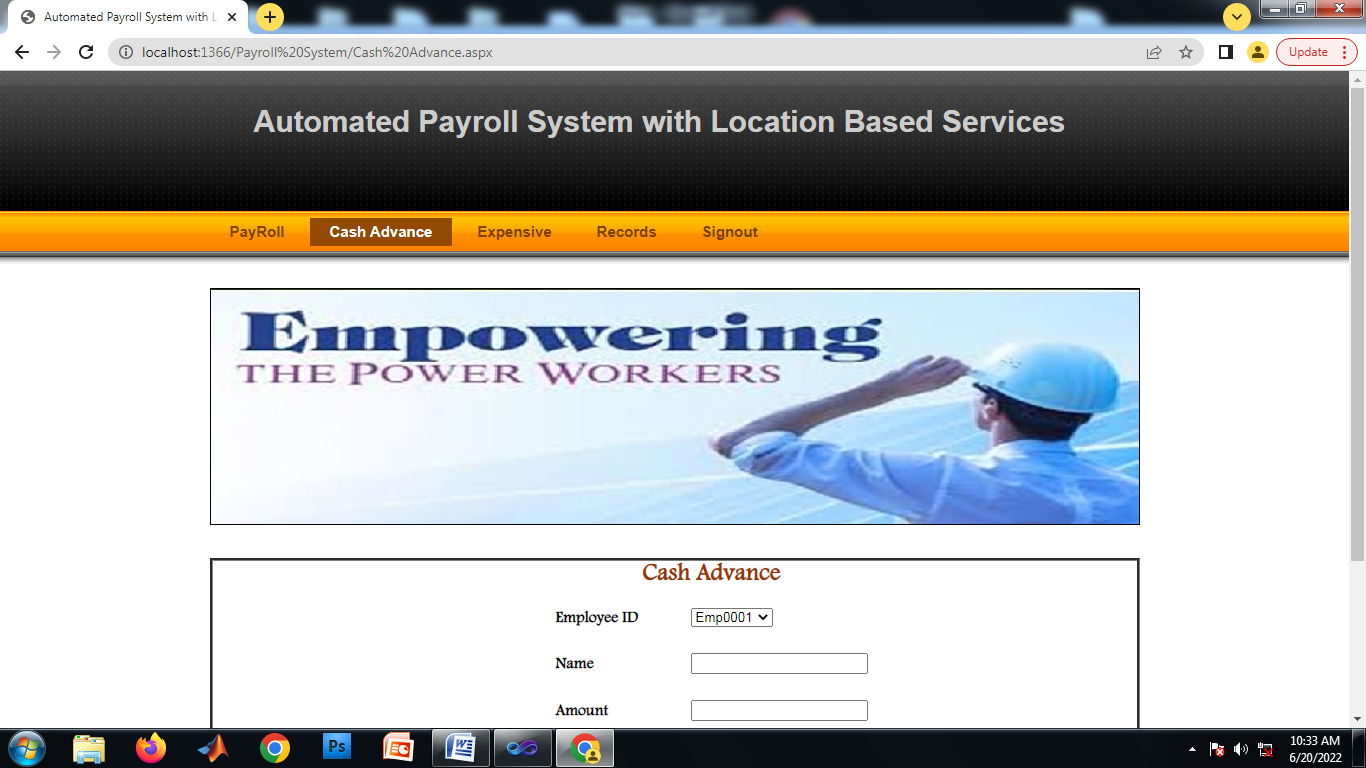 Automated Payroll System with L
localhost:1366/Payroll%20System/Cash%20Advance.aspx
Update
Automated Payroll System with Location Based Services
PayRoll Cash Advance Expensive Records Signout
Empowering
THE POWER WORKERS
Cash Advance
Employee ID Emp0001
Name
Amount
Ps
10:33 AM
6/20/2022